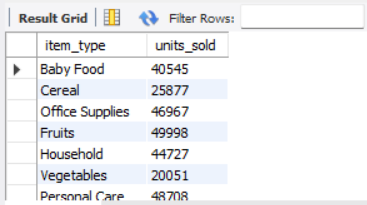 Result Grid Filter Rows:
item_type units_sold
Baby Food 40545
Cereal 25877
Office Supplies 46967
Fruits 49998
Household 44727
Vegetables 20051
Personal Care 48708